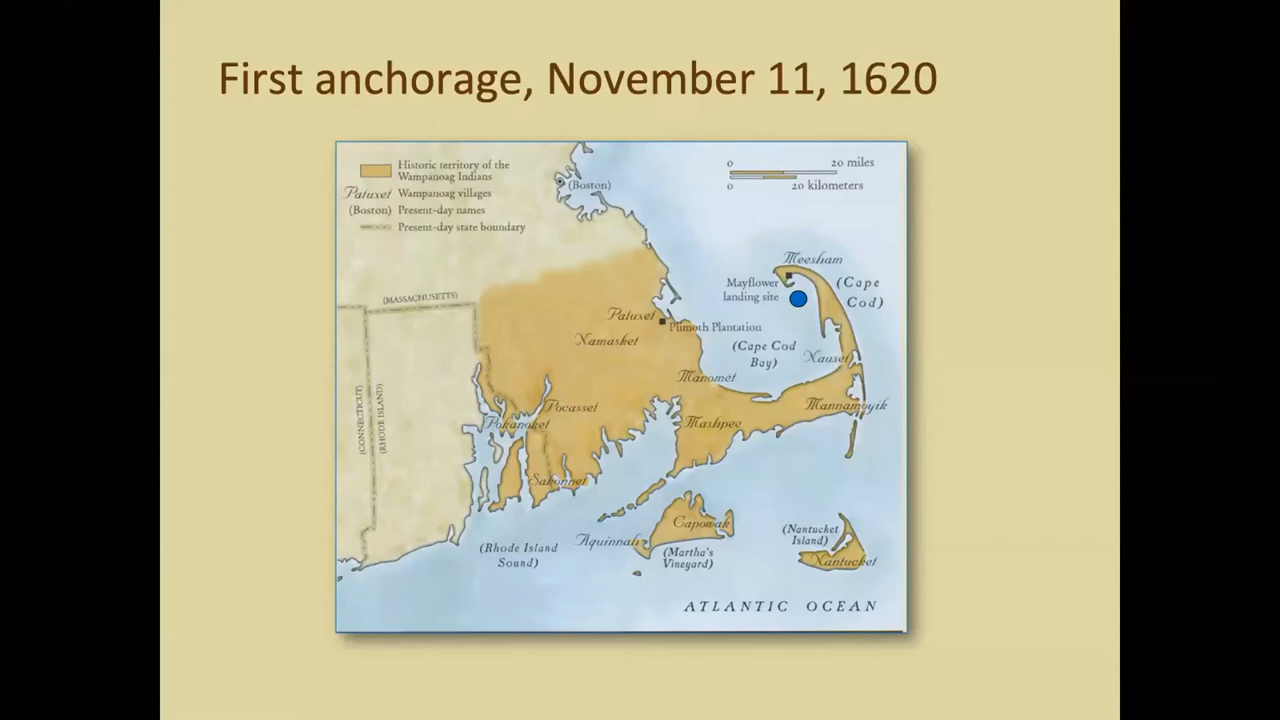 First anchorage, November 11, 1620
Historic territory of the
Wampanoag Indians
Patuxet Wampanoag villages
(Boston) Present-day names
Present-day state boundary
(Boston)
0 20 miles
0 20 kilometers
Meesham
Mayflower
landing site
(Cape
Cod)
(MASSACHUSETTS)
Patuxet
Plimoth Plantation
Namasket
(Cape Cod
Bay)
Nauset
Manomet
(CONNECTICUT)
(RHODE ISLAND)
Pocasset
Mannamoyik
Pokanoket
Mashpee
Sakonnet
Capowak
(Nantucket
Island)
Aquinnah
(Rhode Island
Sound)
(Martha's
Vineyard)
Nantucket
ATLANTIC OCEAN